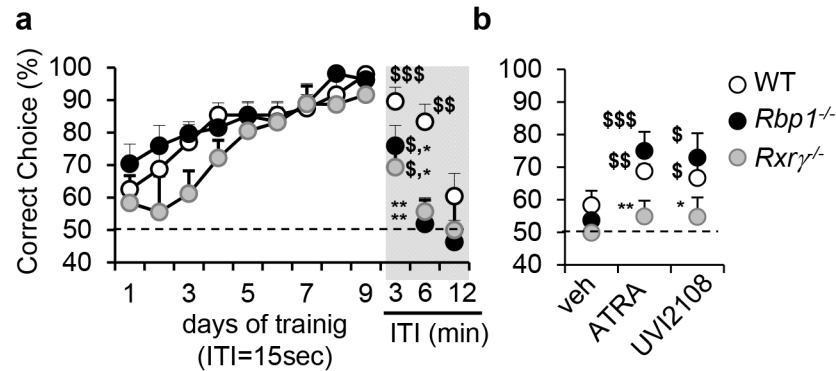 a
b
Correct Choice (%)
100
90
80
70
60
50
40
$$$
$$
$,*
$,*
**
**
1 3 5 7 9 3 6 12
days of trainig
(ITI=15sec)
ITI (min)
100
90
80
70
60
50
40
$$$
$$
**
$
$
*
veh
ATRA
UVI2108
WT
Rbp1-/-
Rxrγ-/-